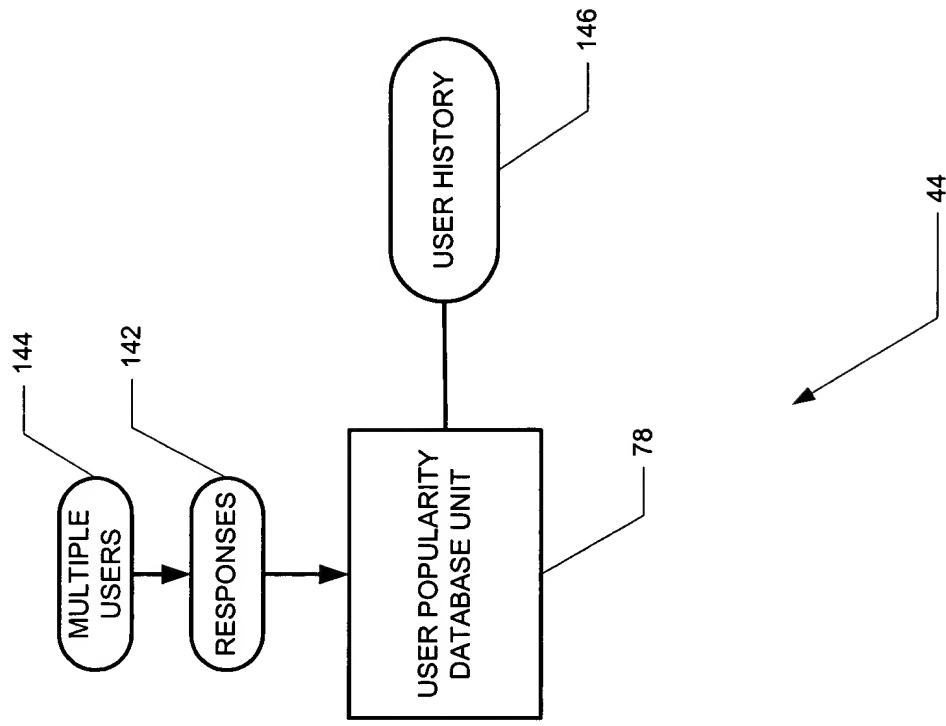 MULTIPLE
USERS
144
RESPONSES
142
USER POPULARITY
DATABASE UNIT
78
USER HISTORY
146
44